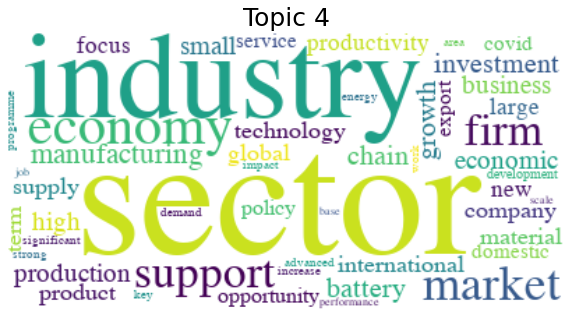 Topic 4
focus
small
service
productivity
area
covid
industry
investment
programme
energy
business
export
large
growth
economy
technology
firm
manufacturing
global
impact
chain
work
economic
development
job
supply
sector
new
scale
demand
policy
base
company
term
high
significant
material
strong
domestic
production
support
advanced
international
increase
market
product
key
opportunity
battery
performance